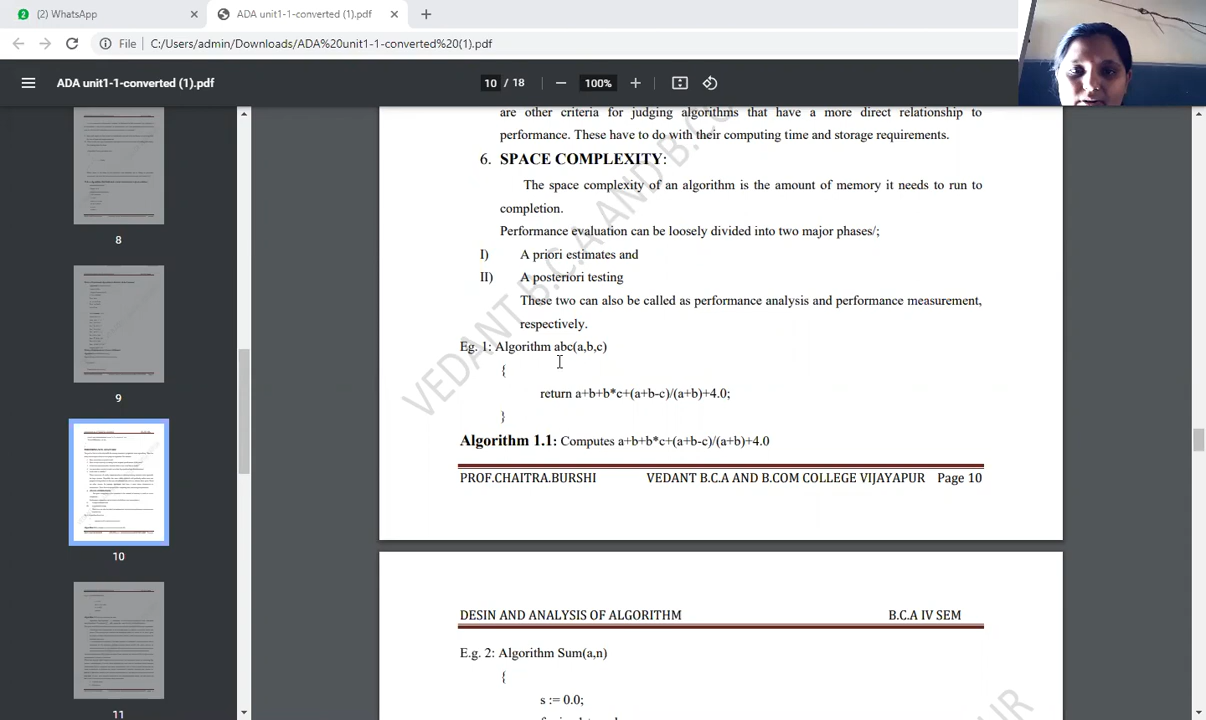 (2) WhatsApp
ADA unit1-1-converted (1).pdf
File C:/Users/admin/Downloads/ADA%20unit1-1-converted%20(1).pdf
ADA unit1-1-converted (1).pdf
10 / 18
100%
are other criteria for judging algorithms that have a more direct relationship to
performance. These have to do with their computing time and storage requirements.
6. SPACE COMPLEXITY:
The space complexity of an algorithm is the amount of memory it needs to run to
completion.
Performance evaluation can be loosely divided into two major phases/;
I) A priori estimates and
II) A posteriori testing
These two can also be called as performance analysis and performance measurement,
respectively.
Eg. 1: Algorithm abc(a,b,c)
{
return a+b+b*c+(a+b-c)/(a+b)+4.0;
}
Algorithm 1.1: Computes a+b+b*c+(a+b-c)/(a+b)+4.0
PROF.CHAITRA.BURSHI VEDANT B.C.A AND B.COM COLLEGE VIJAYAPUR Page 10
DESIN AND ANALYSIS OF ALGORITHM B.C.A IV SEM
E.g. 2: Algorithm Sum(a,n)
{
s := 0.0;
8
9
10
11
VEDANT B.C.A AND B.CO